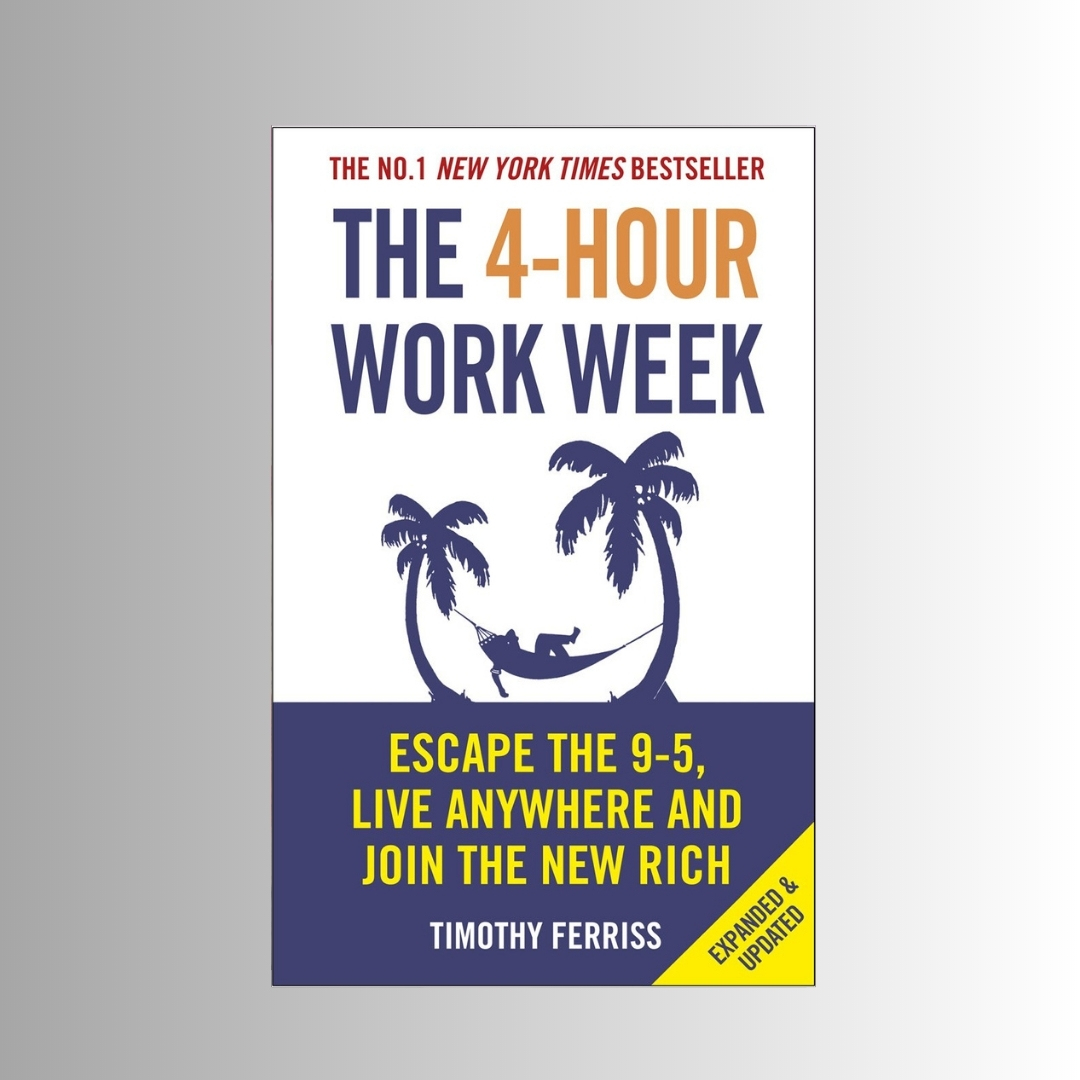 THE NO.1 NEW YORK TIMES BESTSELLER
THE 4-HOUR
WORK WEEK
ESCAPE THE 9-5,
LIVE ANYWHERE AND
JOIN THE NEW RICH
TIMOTHY FERRISS
EXPANDED &
UPDATED